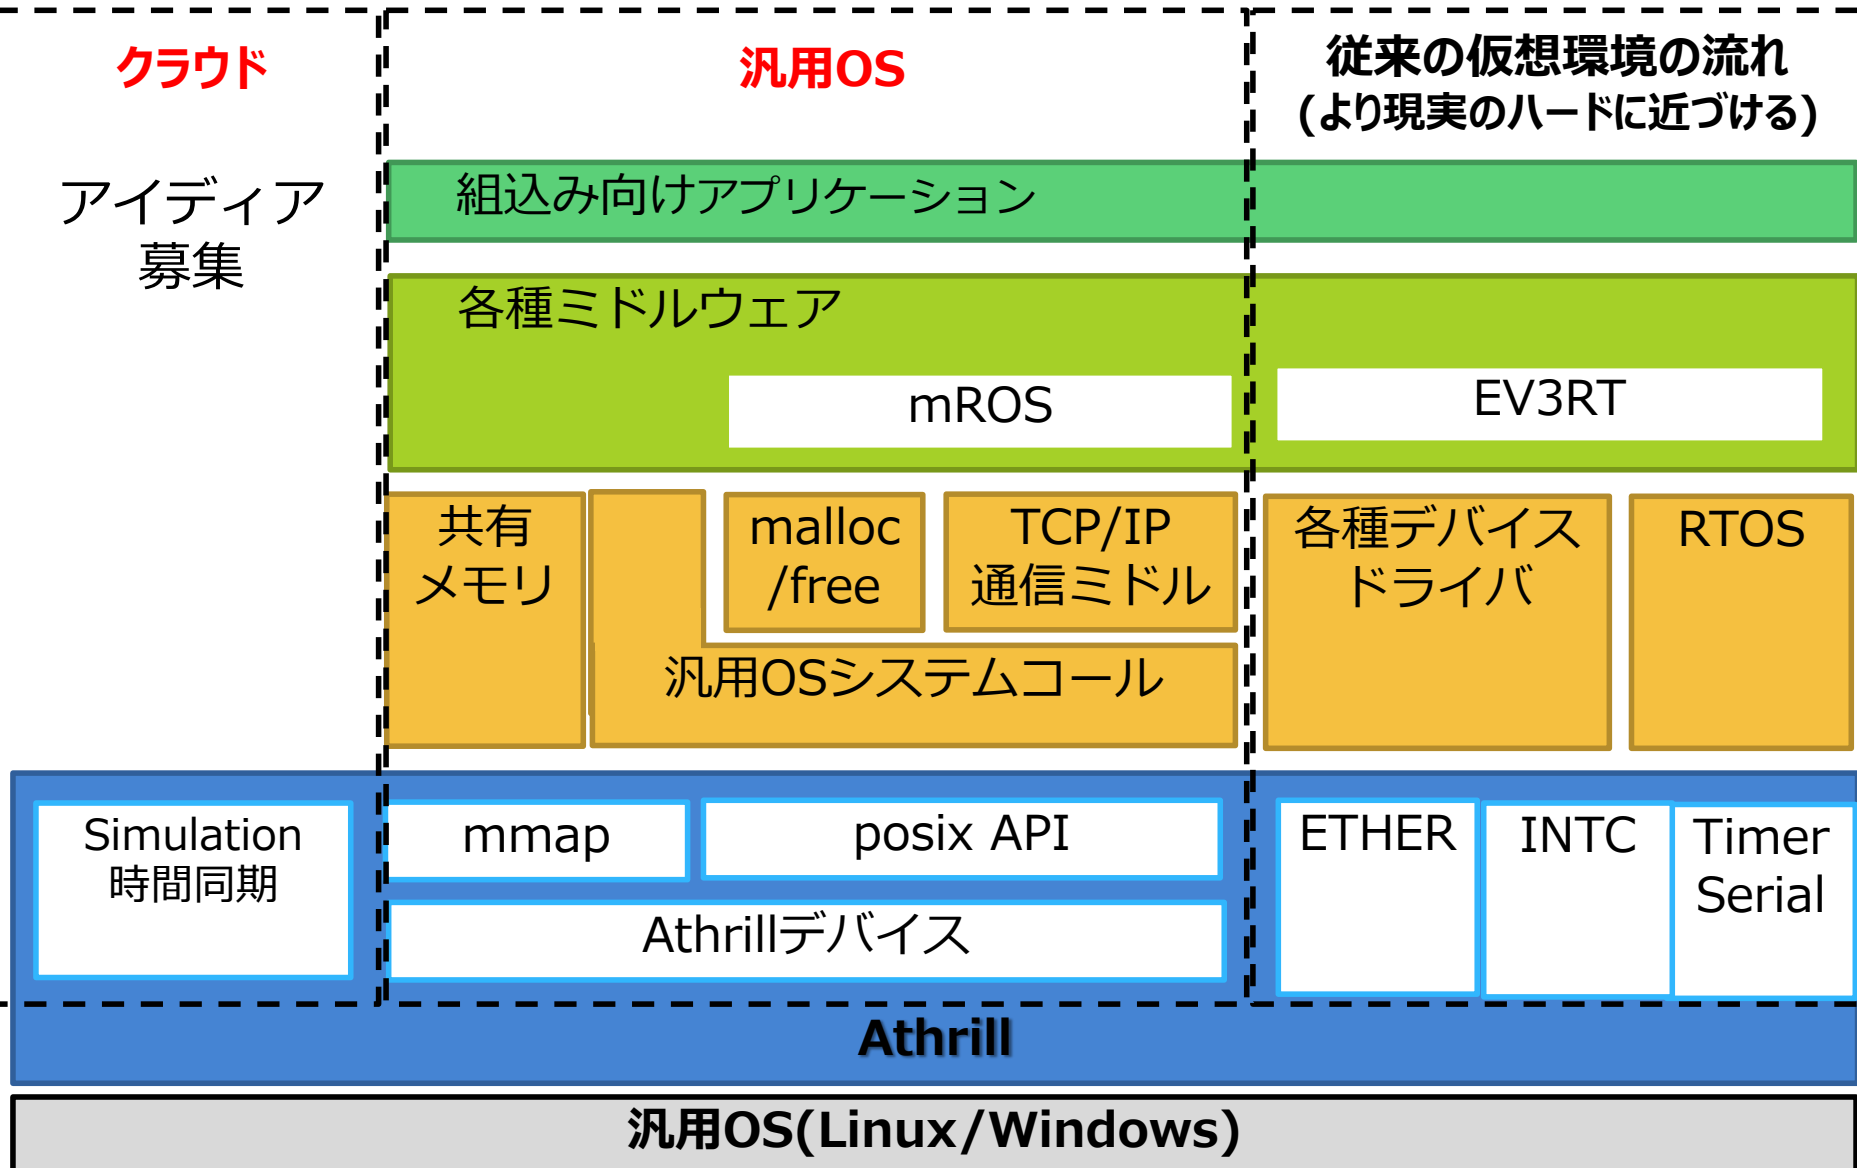 クラウド
汎用OS
従来の仮想環境の流れ
(より現実のハードに近づける)
アイディア
募集
組込み向けアプリケーション
各種ミドルウェア
mROS
EV3RT
共有
メモリ
malloc
/free
TCP/IP
通信ミドル
汎用OSシステムコール
各種デバイス
ドライバ
RTOS
Simulation
時間同期
mmap
posix API
Athrillデバイス
ETHER
INTC
Timer
Serial
Athrill
汎用OS(Linux/Windows)